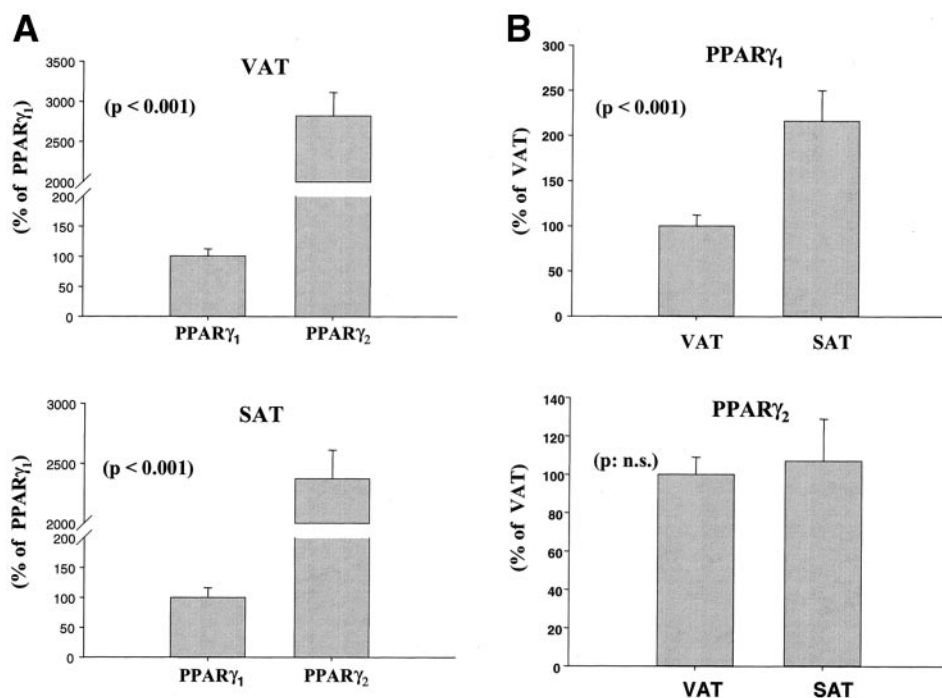 A
VAT
(p < 0.001)
(% of PPARγ₁)
3500
3000
2500
2000
200
150
100
50
0
PPARγ₁ PPARγ₂
B
PPARγ₁
(p < 0.001)
(% of VAT)
300
250
200
150
100
50
0
VAT SAT
SAT
(p < 0.001)
(% of PPARγ₁)
3000
2500
2000
200
150
100
50
0
PPARγ₁ PPARγ₂
PPARγ₂
(p: n.s.)
(% of VAT)
140
120
100
80
60
40
20
0
VAT SAT